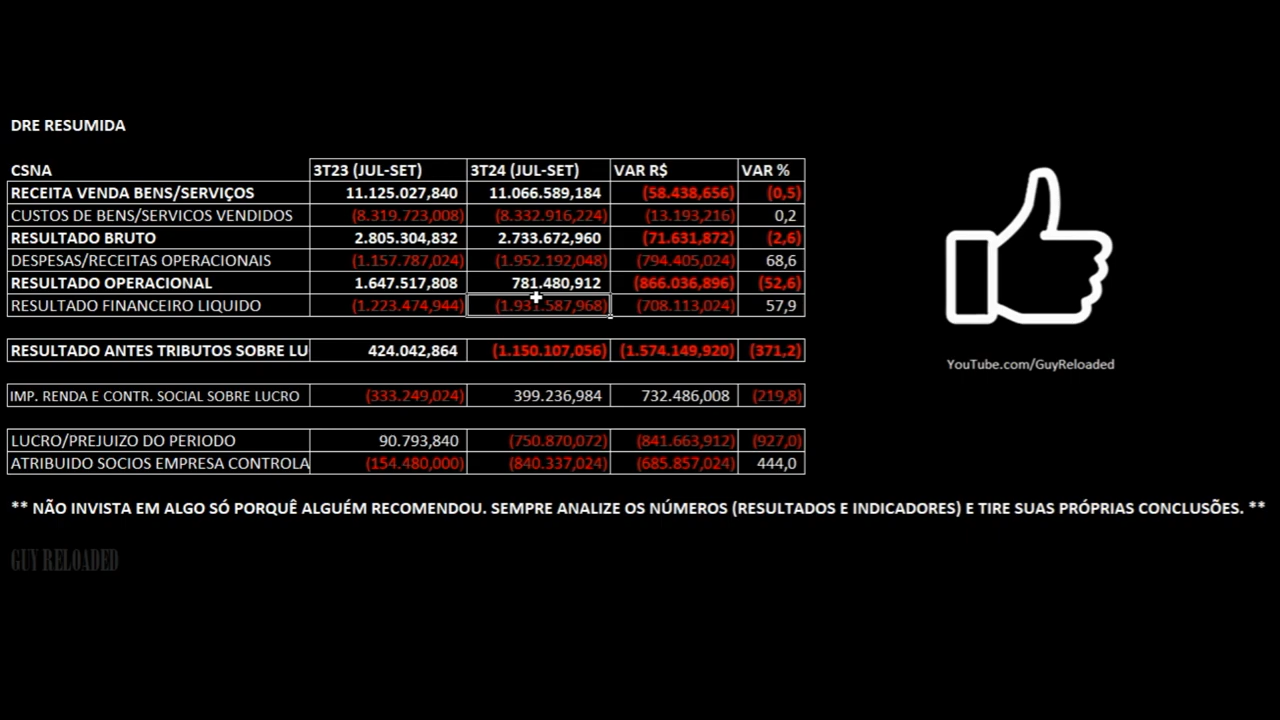 DRE RESUMIDA
CSNA 3T23 (JUL-SET) 3T24 (JUL-SET) VAR R$ VAR %
RECEITA VENDA BENS/SERVIÇOS 11.125.027,840 11.066.589,184 (58.438,656) (0,5)
CUSTOS DE BENS/SERVICOS VENDIDOS (8.319.723,008) (8.332.916,224) (13.193,216) 0,2
RESULTADO BRUTO 2.805.304,832 2.733.672,960 (71.631,872) (2,6)
DESPESAS/RECEITAS OPERACIONAIS (1.157.787,024) (1.952.192,048) (794.405,024) 68,6
RESULTADO OPERACIONAL 1.647.517,808 781.480,912 (866.036,896) (52,6)
RESULTADO FINANCEIRO LIQUIDO (1.223.474,944) (1.931.587,968) (708.113,024) 57,9
RESULTADO ANTES TRIBUTOS SOBRE LU 424.042,864 (1.150.107,056) (1.574.149,920) (371,2)
IMP. RENDA E CONTR. SOCIAL SOBRE LUCRO (333.249,024) 399.236,984 732.486,008 (219,8)
LUCRO/PREJUIZO DO PERIODO 90.793,840 (750.870,072) (841.663,912) (927,0)
ATRIBUIDO SOCIOS EMPRESA CONTROLA (154.480,000) (840.337,024) (685.857,024) 444,0
YouTube.com/GuyReloaded
** NÃO INVISTA EM ALGO SÓ PORQUÊ ALGUÉM RECOMENDOU. SEMPRE ANALIZE OS NÚMEROS (RESULTADOS E INDICADORES) E TIRE SUAS PRÓPRIAS CONCLUSÕES. **
GUY RELOADED